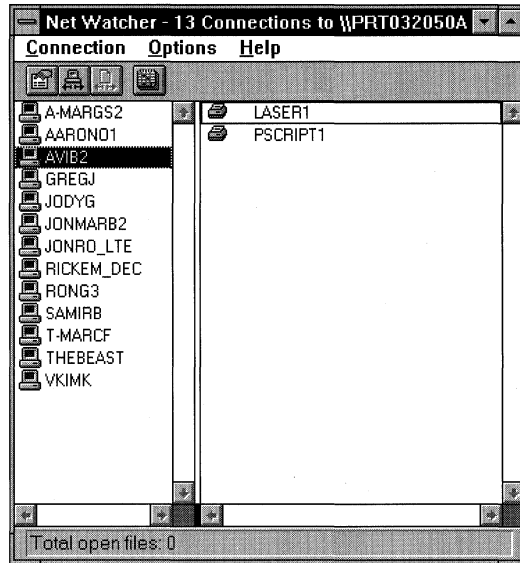 Net Watcher - 13 Connections to \\PRT032050A
Connection Options Help
A-MARGS2
AARONO1
AVIB2
GREGJ
JODYG
JONMARB2
JONRO_LTE
RICKEM_DEC
RONG3
SAMIRB
T-MARCF
THEBEAST
VKIMK
LASER1
PSCRIPT1
Total open files: 0